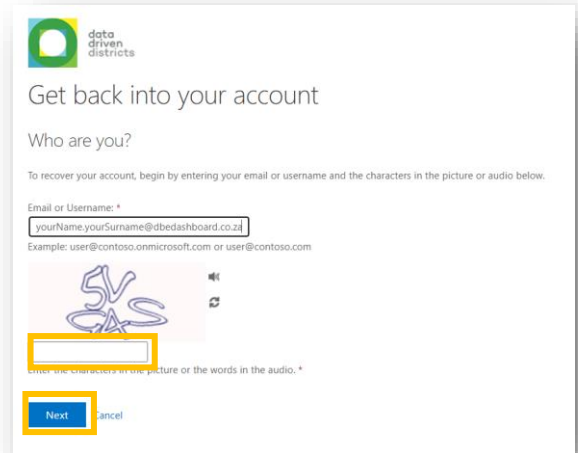 data
driven
districts
Get back into your account
Who are you?
To recover your account, begin by entering your email or username and the characters in the picture or audio below.
Email or Username: *
yourName.yourSurname@dbedashboard.co.za
Example: user@contoso.onmicrosoft.com or user@contoso.com
5V
GAS
Enter the characters in the picture or the words in the audio. *
Next Cancel